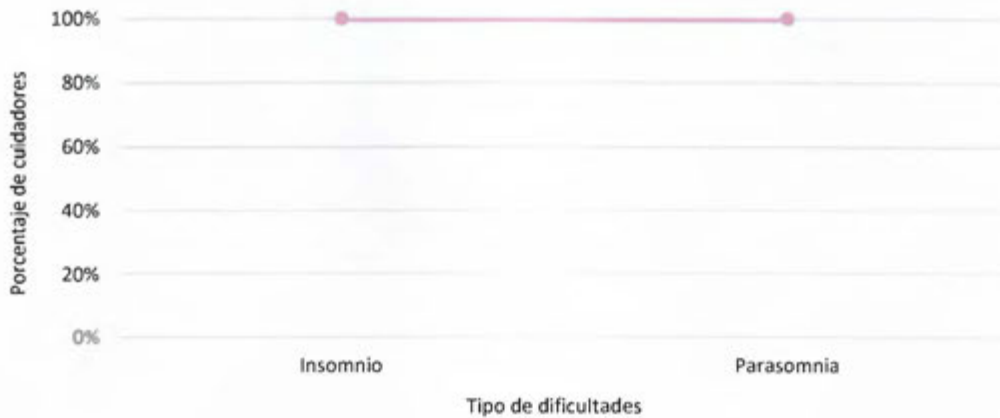 100%
80%
60%
40%
20%
0%
Porcentaje de cuidadores
Insomnio
Parasomnia
Tipo de dificultades